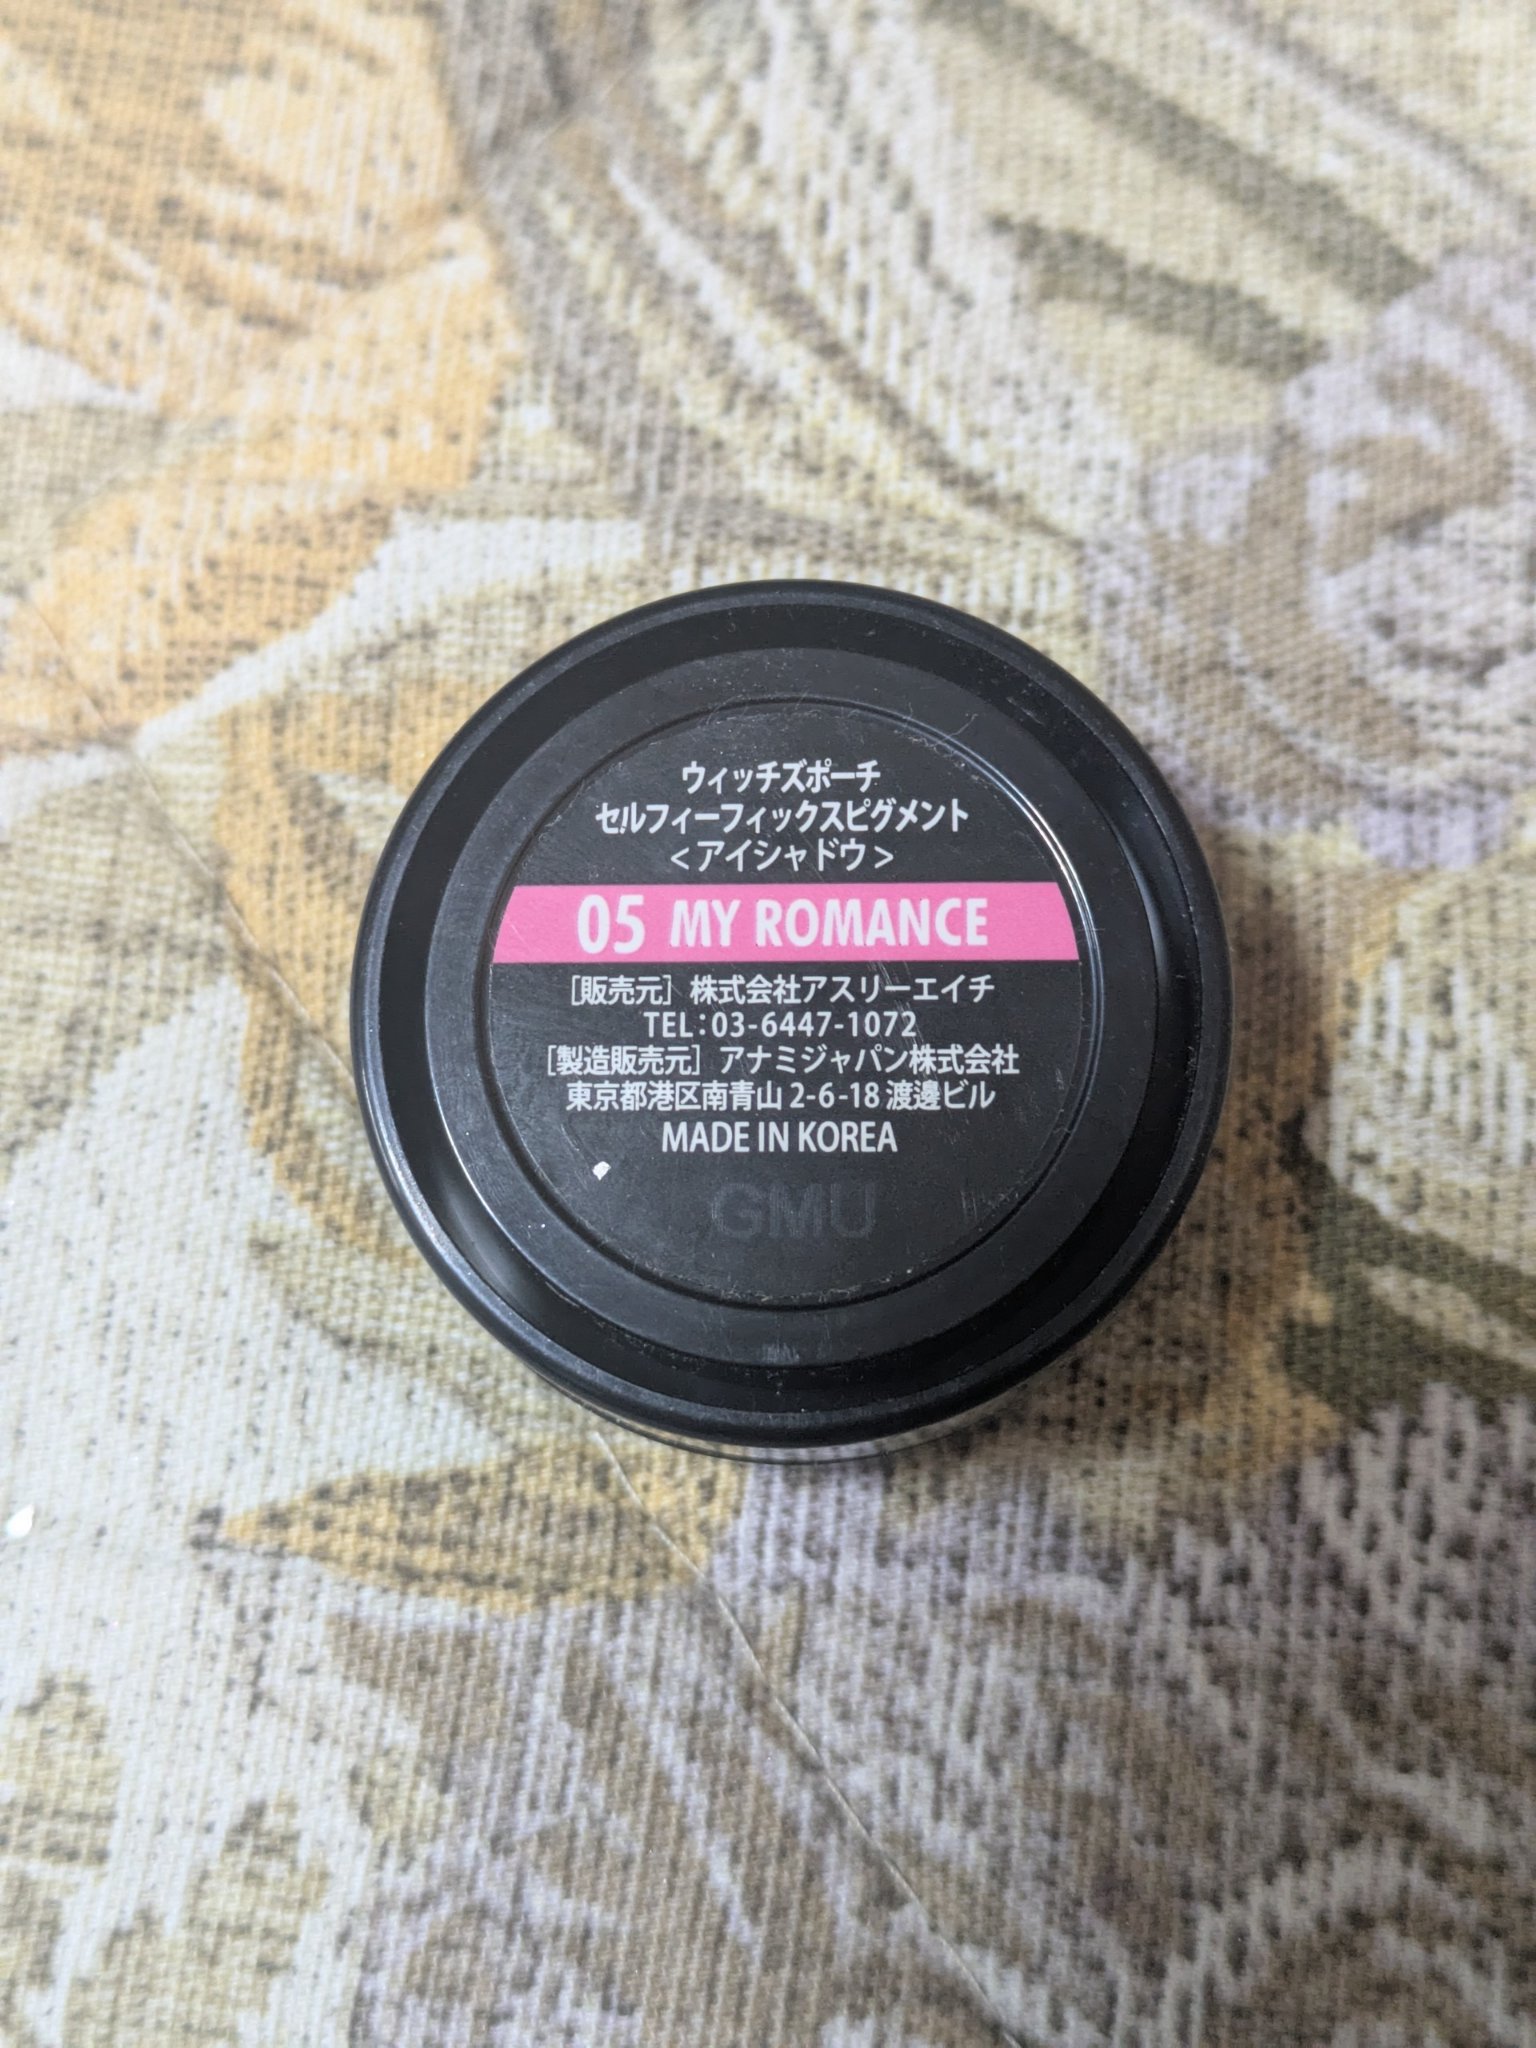 ウィッチズポーチ
セルフィーフィックスピグメント
<アイシャドウ>
05 MY ROMANCE
[販売元] 株式会社アスリーエイチ
TEL:03-6447-1072
[製造販売元] アナミジャパン株式会社
東京都港区南青山 2-6-18 渡邊ビル
MADE IN KOREA
GMU